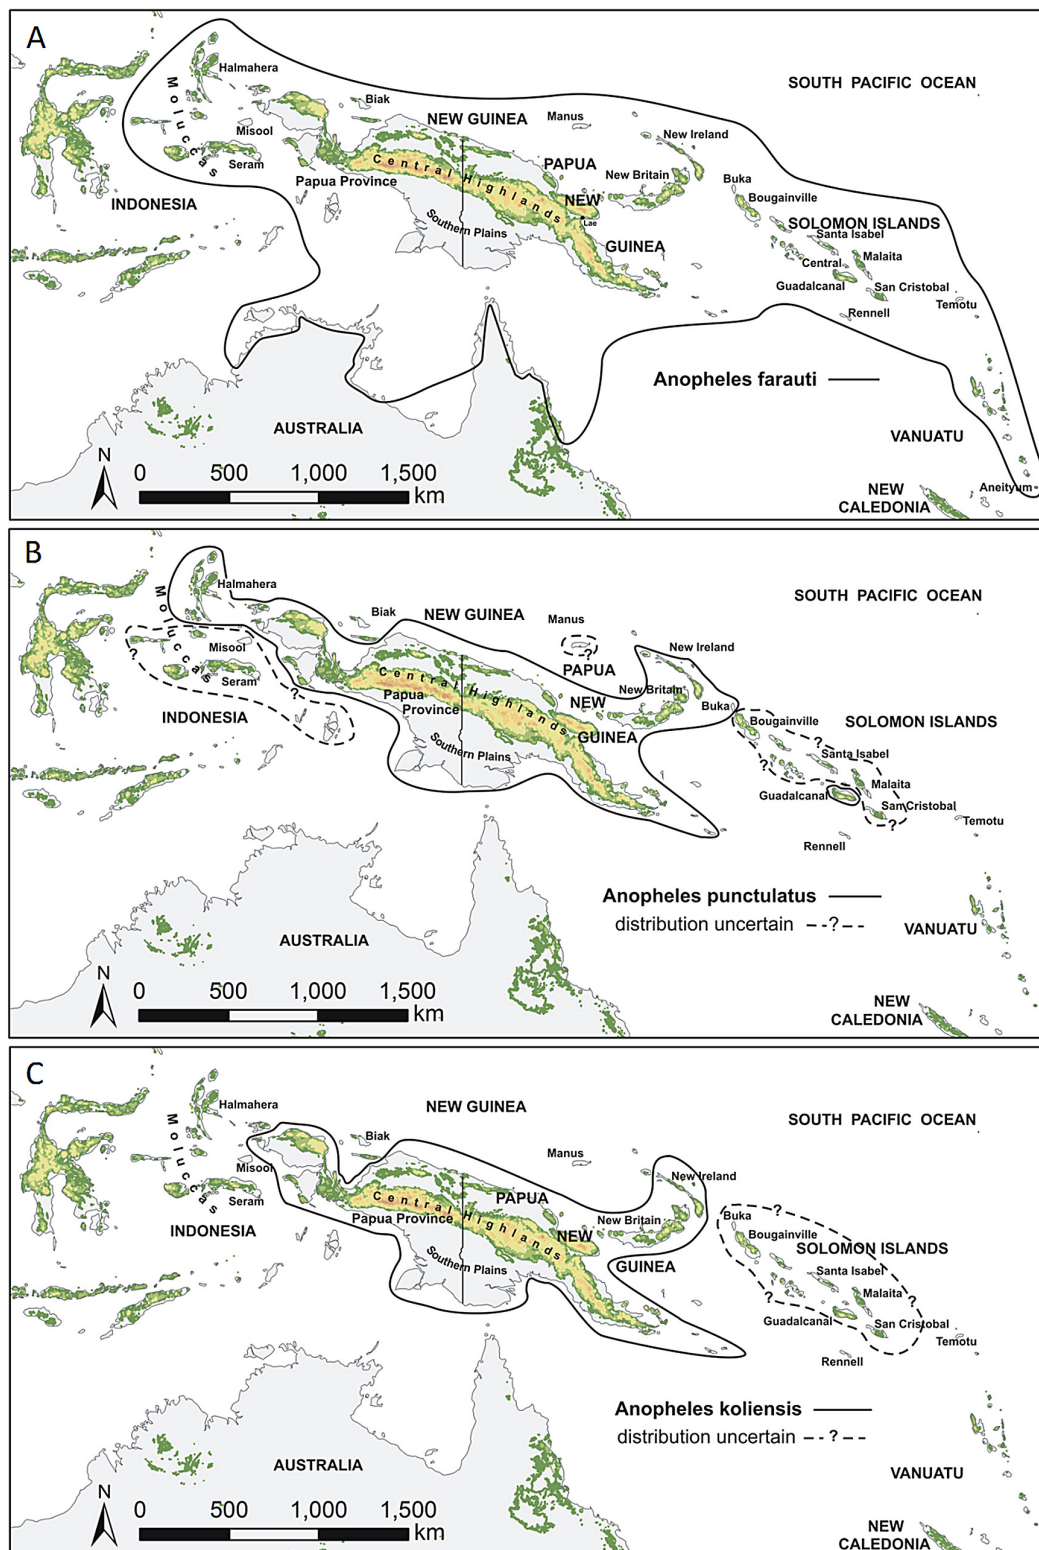 A
SOUTH PACIFIC OCEAN
Halmahera
Moluccas
Biak
NEW GUINEA
Manus
Misool
New Ireland
Seram
Central Highlands
PAPUA
New Britain
Buka
Papua Province
INDONESIA
NEW
Bougainville
Lae
Southern Plains
SOLOMON ISLANDS
Santa Isabel
GUINEA
Central
Malaita
Guadalcanal
San Cristobal
Temotu
Rennell
Anopheles farauti
AUSTRALIA
VANUATU
N
0 500 1,000 1,500
km
Aneityum
NEW
CALEDONIA
B
Halmahera
Moluccas
SOUTH PACIFIC OCEAN
Biak
NEW GUINEA
Manus
Misool
?
?
New Ireland
Seram
Central Highlands
PAPUA
?
New Britain
Papua
Province
NEW
Buka
INDONESIA
Bougainville
SOLOMON ISLANDS
GUINEA
?
Southern Plains
Santa Isabel
?
Malaita
Guadalcanal
San Cristobal
Temotu
?
Rennell
Anopheles punctulatus
distribution uncertain - - ? - -
VANUATU
AUSTRALIA
N
0 500 1,000 1,500
km
NEW
CALEDONIA
C
Halmahera
NEW GUINEA
Moluccas
SOUTH PACIFIC OCEAN
Biak
Manus
Misool
New Ireland
Seram
Central Highlands
PAPUA
Papua Province
New Britain
Buka
?
INDONESIA
NEW
Bougainville
SOLOMON ISLANDS
Southern Plains
GUINEA
Santa Isabel
?
Malaita
?
Guadalcanal
San Cristobal
Temotu
Rennell
Anopheles koliensis
distribution uncertain - - ? - -
AUSTRALIA
VANUATU
N
0 500 1,000 1,500
km
NEW
CALEDONIA